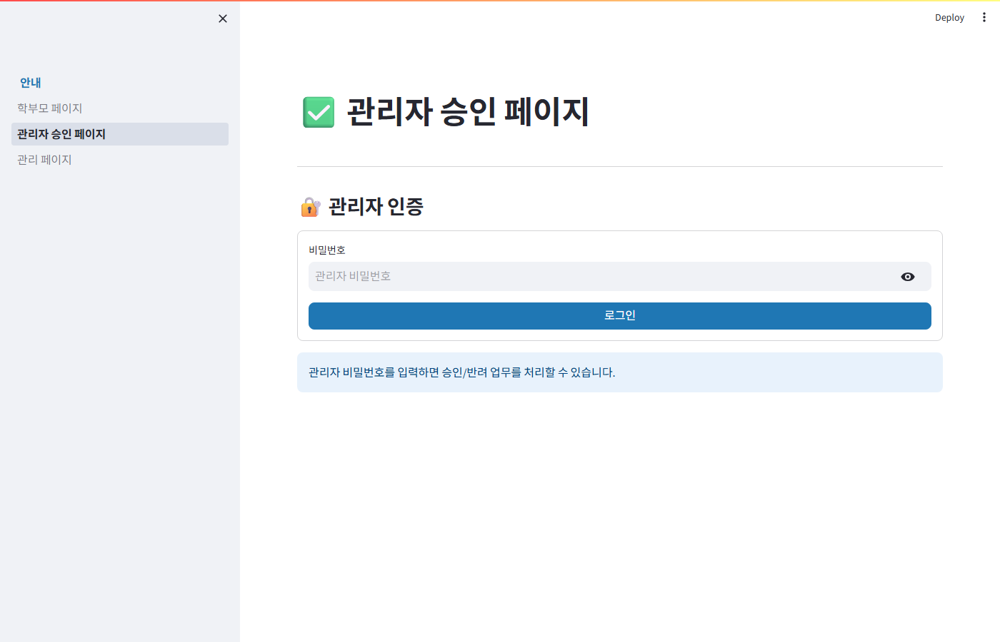 Deploy
안내
학부모 페이지
관리자 승인 페이지
관리 페이지
관리자 승인 페이지
관리자 인증
비밀번호
관리자 비밀번호
로그인
관리자 비밀번호를 입력하면 승인/반려 업무를 처리할 수 있습니다.